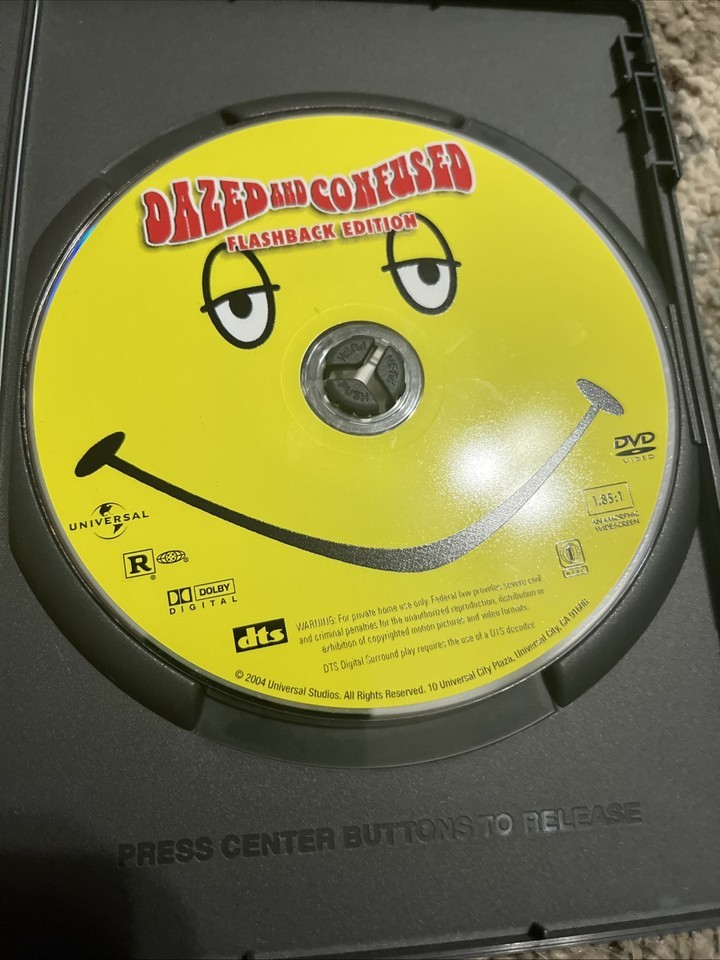 DAZED AND CONFUSED
FLASHBACK EDITION
PUSH
DVD
VIDEO
UNIVERSAL
1.85:1
ANAMORPHIC
WIDESCREEN
R
DOLBY
DIGITAL
1
DISC
dts
WARNING: For private home use only. Federal law provides severe civil
and criminal penalties for the unauthorized reproduction, distribution or
exhibition of copyrighted motion pictures and video formats.
DTS Digital Surround play requires the use of a DTS decoder.
© 2004 Universal Studios. All Rights Reserved. 10 Universal City Plaza, Universal City, CA 91608
PRESS CENTER BUTTONS TO RELEASE